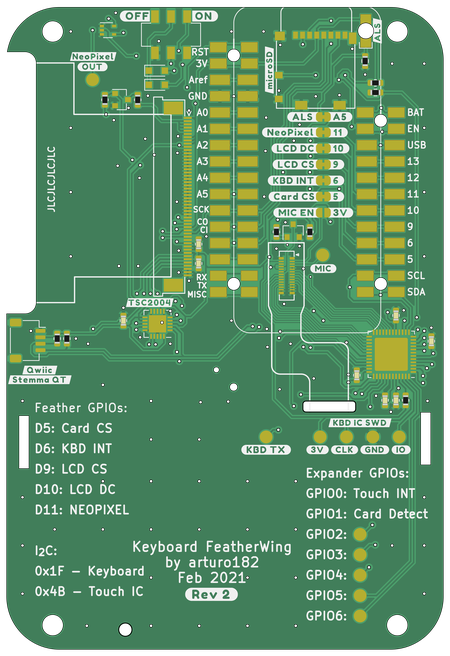 OFF ON
NeoPixel
OUT
RST
3V
Aref
GND
A0
A1
A2
A3
A4
A5
SCK
CO
CI
RX
TX
MISC
microSD
ALS
ALS A5
NeoPixel 11
LCD DC 10
LCD CS 9
KBD INT 6
Card CS 5
MIC EN 3V
MIC
BAT
EN
USB
13
12
11
10
9
6
5
SCL
SDA
JLCJLCJLCJLC
TSC2004
Qwiic
Stemma QT
Feather GPIOs:
D5: Card CS
D6: KBD INT
D9: LCD CS
D10: LCD DC
D11: NEOPIXEL
I2C:
0x1F - Keyboard
0x4B - Touch IC
KBD IC SWD
KBD TX
3V CLK GND IO
Expander GPIOs:
GPIO0: Touch INT
GPIO1: Card Detect
GPIO2:
GPIO3:
GPIO4:
GPIO5:
GPIO6:
Keyboard FeatherWing
by arturo182
Feb 2021
Rev 2